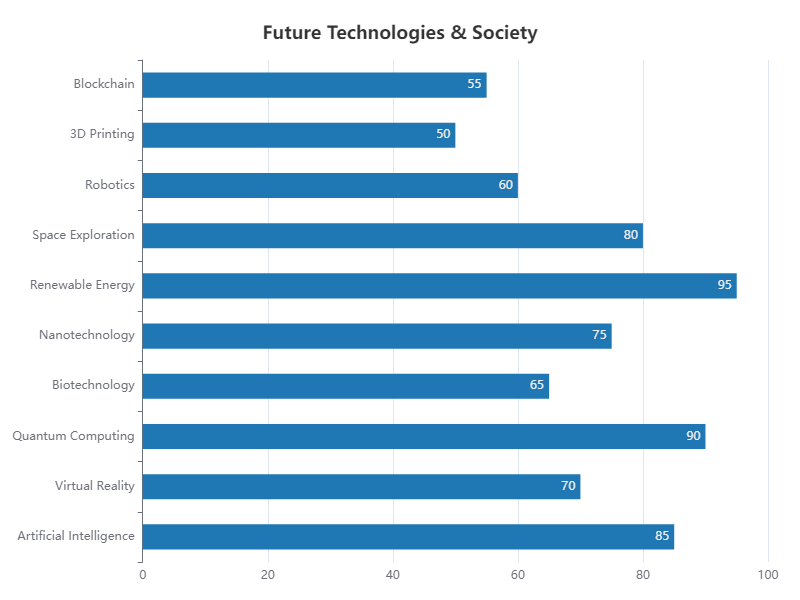 Future Technologies & Society
Blockchain 55
3D Printing 50
Robotics 60
Space Exploration 80
Renewable Energy 95
Nanotechnology 75
Biotechnology 65
Quantum Computing 90
Virtual Reality 70
Artificial Intelligence 85
0 20 40 60 80 100